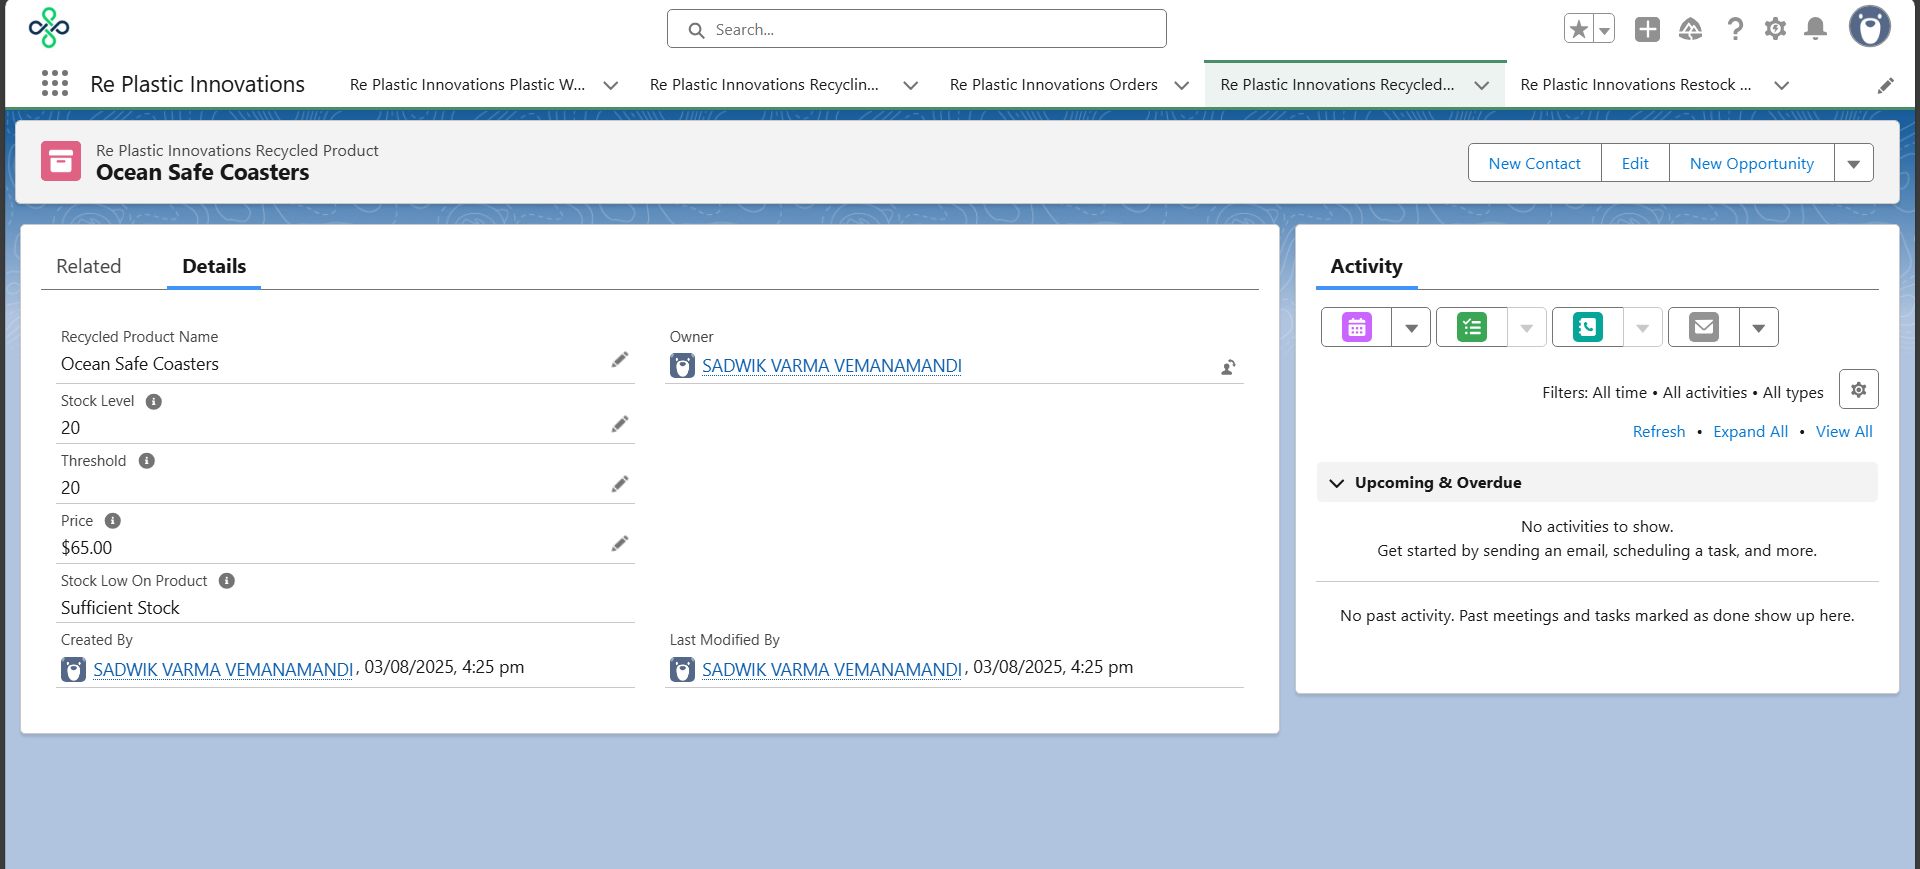 Search...
Re Plastic Innovations
Re Plastic Innovations Plastic W...
Re Plastic Innovations Recyclin...
Re Plastic Innovations Orders
Re Plastic Innovations Recycled...
Re Plastic Innovations Restock ...
Re Plastic Innovations Recycled Product
Ocean Safe Coasters
New Contact
Edit
New Opportunity
Related
Details
Recycled Product Name
Ocean Safe Coasters
Owner
SADWIK VARMA VEMANAMANDI
Stock Level
20
Threshold
20
Price
$65.00
Stock Low On Product
Sufficient Stock
Created By
SADWIK VARMA VEMANAMANDI, 03/08/2025, 4:25 pm
Last Modified By
SADWIK VARMA VEMANAMANDI, 03/08/2025, 4:25 pm
Activity
Filters: All time • All activities • All types
Refresh • Expand All • View All
Upcoming & Overdue
No activities to show.
Get started by sending an email, scheduling a task, and more.
No past activity. Past meetings and tasks marked as done show up here.